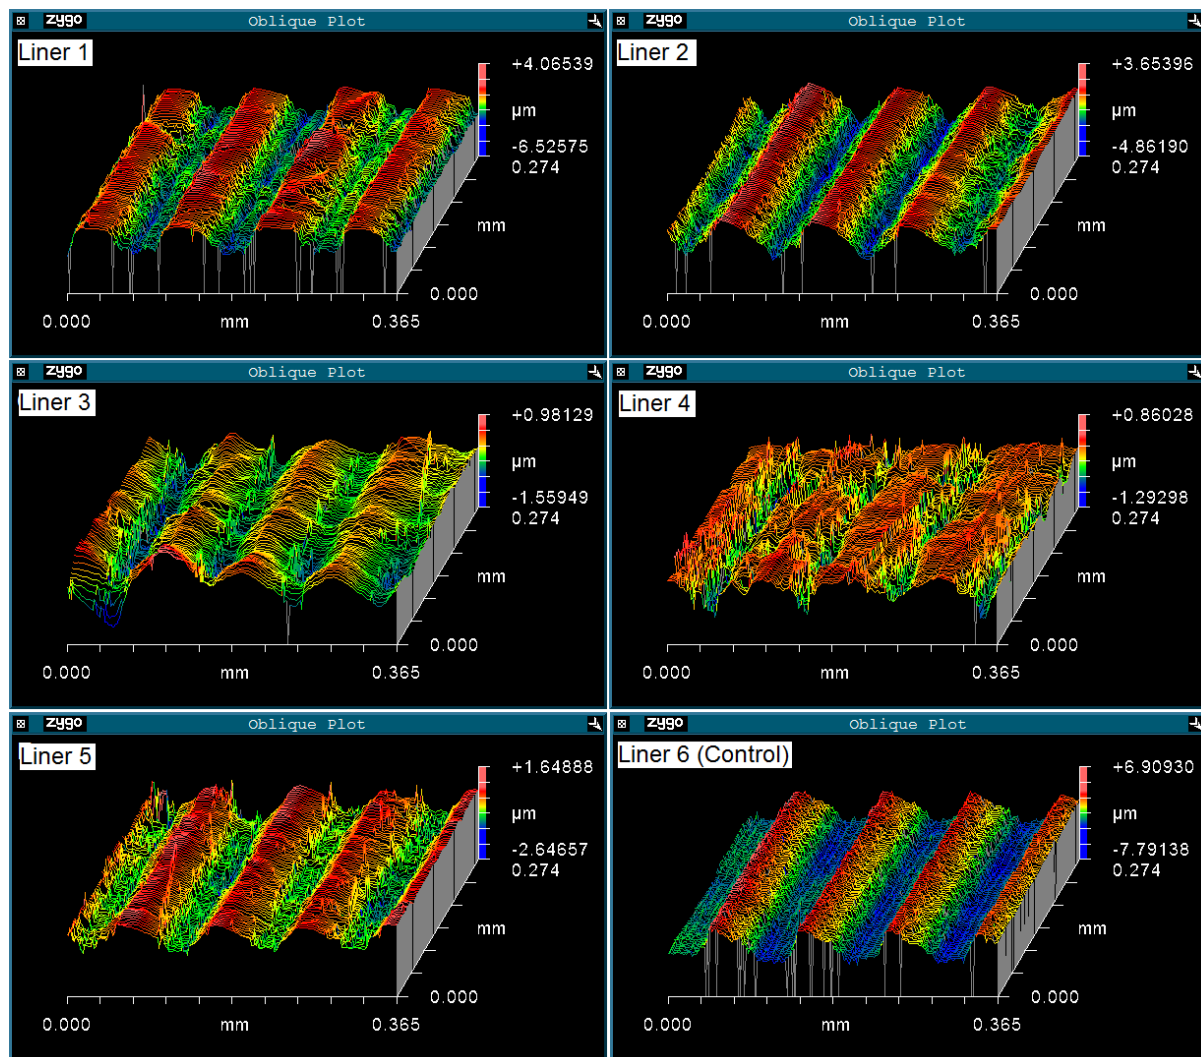 zygo Oblique Plot
Liner 1
+4.06539
µm
-6.52575
0.274
mm
0.000
0.000 mm 0.365
zygo Oblique Plot
Liner 2
+3.65396
µm
-4.86190
0.274
mm
0.000
0.000 mm 0.365
zygo Oblique Plot
Liner 3
+0.98129
µm
-1.55949
0.274
mm
0.000
0.000 mm 0.365
zygo Oblique Plot
Liner 4
+0.86028
µm
-1.29298
0.274
mm
0.000
0.000 mm 0.365
zygo Oblique Plot
Liner 5
+1.64888
µm
-2.64657
0.274
mm
0.000
0.000 mm 0.365
zygo Oblique Plot
Liner 6 (Control)
+6.90930
µm
-7.79138
0.274
mm
0.000
0.000 mm 0.365